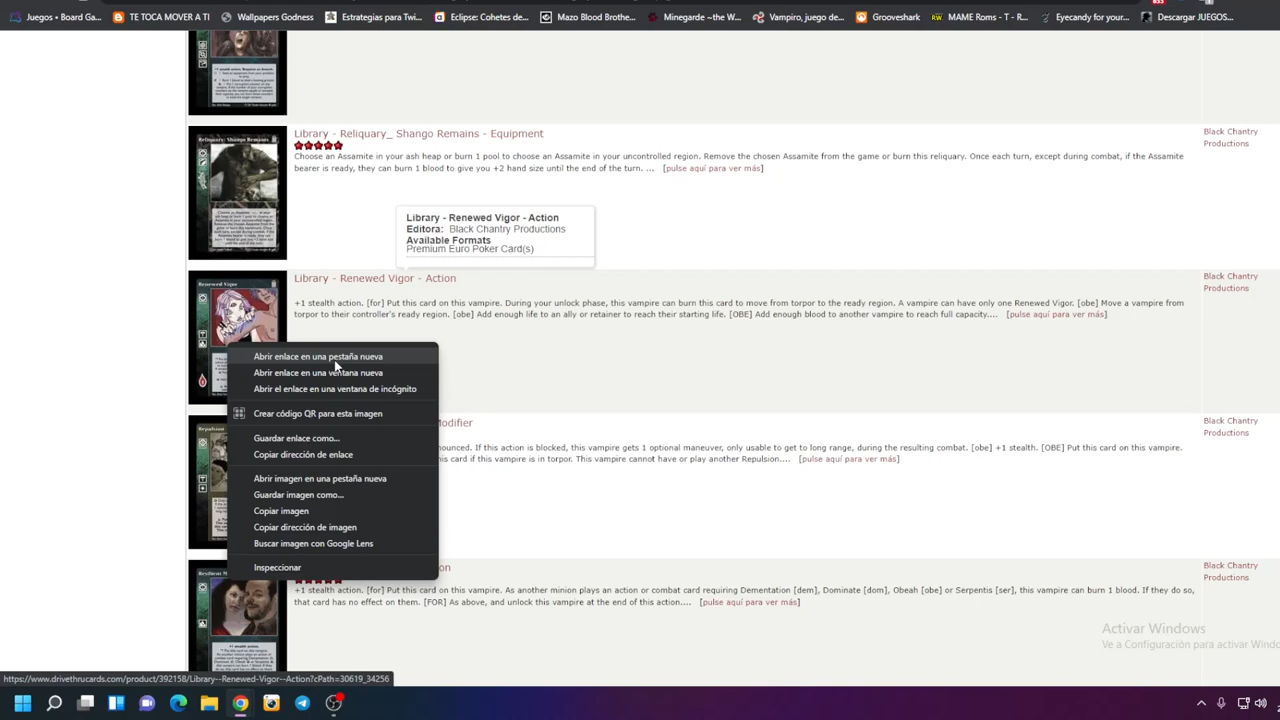 Juegos • Board Ga...
TE TOCA MOVER A TI
Wallpapers Godness
Estrategias para Twi...
Eclipse: Cohetes de...
Mazo Blood Brothe...
Minegarde - the W...
Vampiro, juego de...
Grooveshark
MAME Roms - T - R...
Eyecandy for your...
Descargar JUEGOS...
Library - Reliquary_ Shango Remains - Equipment
Black Chantry
Productions
Reliquary: Shango Remains
Choose an Assamite in your ash heap or burn 1 pool to choose an Assamite in your uncontrolled region. Remove the chosen Assamite from the game or burn this reliquary. Once each turn, except during combat, if the Assamite
bearer is ready, they can burn 1 blood to give you +2 hand size until the end of the turn. ... [pulse aquí para ver más]
Library - Renewed Vigor - Action
Editora: Black Chantry Productions
Available Formats
Premium Euro Poker Card(s)
Library - Renewed Vigor - Action
Black Chantry
Productions
Renewed Vigor
+1 stealth action. [for] Put this card on this vampire. During your unlock phase, this vampire can burn this card to move from torpor to the ready region. A vampire can have only one Renewed Vigor. [obe] Move a vampire from
torpor to their controller's ready region. [obe] Add enough life to an ally or retainer to reach their starting life. [OBE] Add enough blood to another vampire to reach full capacity.... [pulse aquí para ver más]
Abrir enlace en una pestaña nueva
Abrir enlace en una ventana nueva
Abrir el enlace en una ventana de incógnito
Crear código QR para esta imagen
Guardar enlace como...
Copiar dirección de enlace
Abrir imagen en una pestaña nueva
Guardar imagen como...
Copiar imagen
Copiar dirección de imagen
Buscar imagen con Google Lens
Inspeccionar
Modifier
Black Chantry
Productions
Repulsion
nounced. If this action is blocked, this vampire gets 1 optional maneuver, only usable to get to long range, during the resulting combat. [obe] +1 stealth. [OBE] Put this card on this vampire.
this card if this vampire is in torpor. This vampire cannot have or play another Repulsion.... [pulse aquí para ver más]
on
Black Chantry
Productions
Resilient M
+1 stealth action. [for] Put this card on this vampire. As another minion plays an action or combat card requiring Dementation [dem], Dominate [dom], Obeah [obe] or Serpentis [ser], this vampire can burn 1 blood. If they do so,
that card has no effect on them. [FOR] As above, and unlock this vampire at the end of this action.... [pulse aquí para ver más]
Activar Windows
Ve a Configuración para activar Windo
https://www.drivethrucards.com/product/392158/Library--Renewed-Vigor--Action?cPath=30619_34256